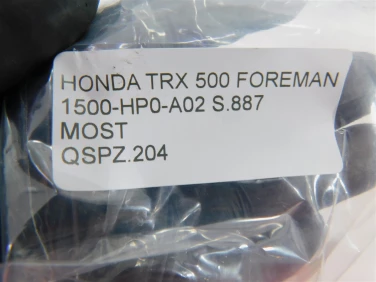 HONDA TRX 500 FOREMAN
1500-HP0-A02 S.887
MOST
QSPZ.204